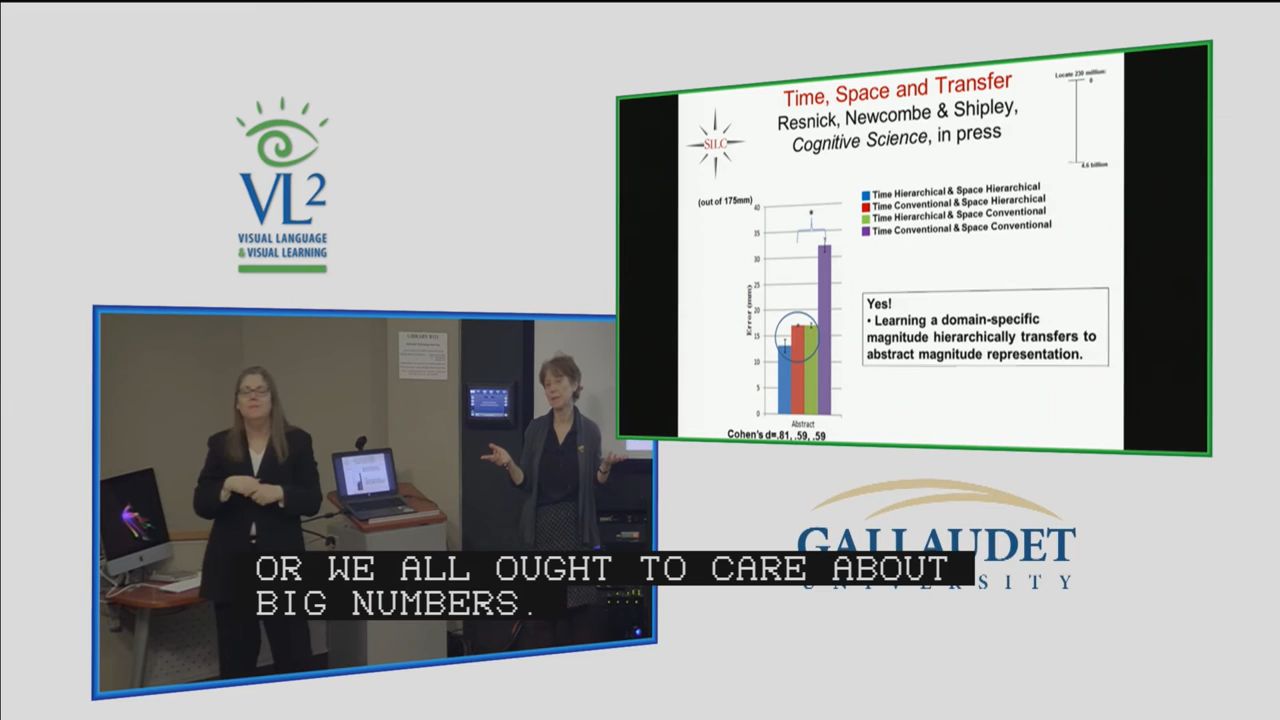 VL2
VISUAL LANGUAGE
& VISUAL LEARNING
Time, Space and Transfer
Resnick, Newcombe & Shipley,
Cognitive Science, in press
SILC
Locate 230 million:
0
4.6 billion
(out of 175mm)
Time Hierarchical & Space Hierarchical
Time Conventional & Space Hierarchical
Time Hierarchical & Space Conventional
Time Conventional & Space Conventional
*
40
35
30
25
20
15
10
5
0
Error (mm)
Abstract
Cohen's d=.81, .59, .59
Yes!
• Learning a domain-specific
magnitude hierarchically transfers to
abstract magnitude representation.
GALLAUDET
UNIVERSITY
OR WE ALL OUGHT TO CARE ABOUT
BIG NUMBERS.